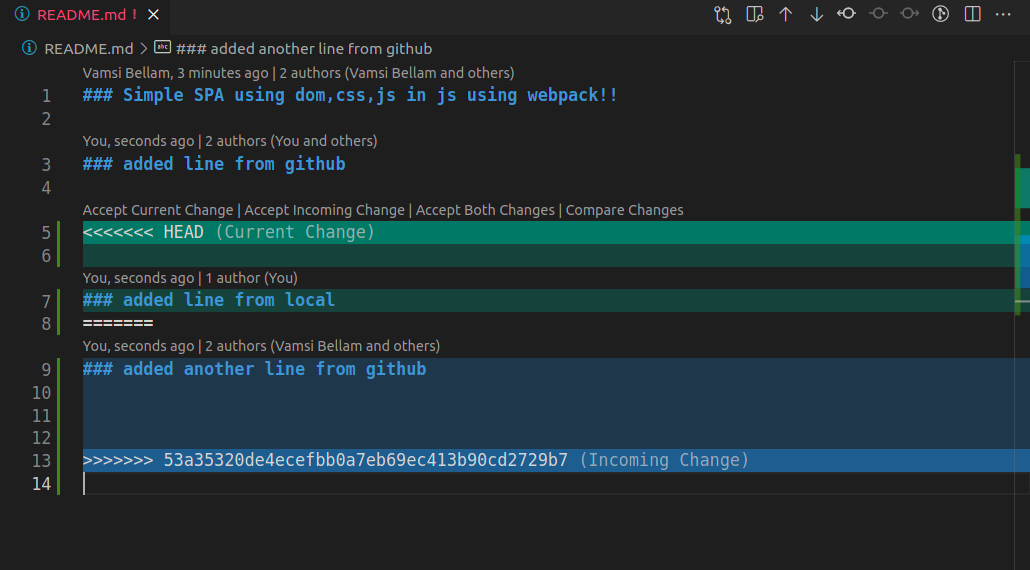 README.md !
README.md > ### added another line from github
Vamsi Bellam, 3 minutes ago | 2 authors (Vamsi Bellam and others)
1 ### Simple SPA using dom,css,js in js using webpack!!
2
You, seconds ago | 2 authors (You and others)
3 ### added line from github
4
Accept Current Change | Accept Incoming Change | Accept Both Changes | Compare Changes
5 <<<<<<< HEAD (Current Change)
6
You, seconds ago | 1 author (You)
7 ### added line from local
8 =======
You, seconds ago | 2 authors (Vamsi Bellam and others)
9 ### added another line from github
10
11
12
13 >>>>>>> 53a35320de4ecefbb0a7eb69ec413b90cd2729b7 (Incoming Change)
14